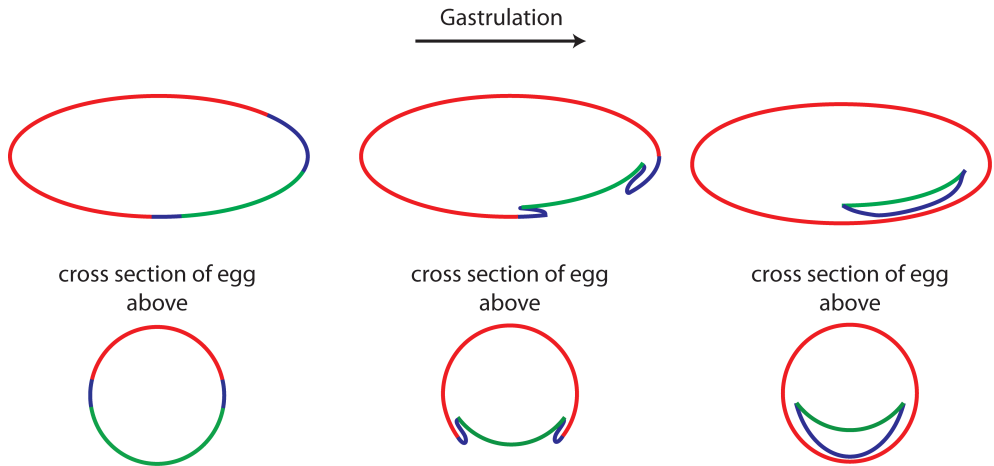 Gastrulation
cross section of egg
above
cross section of egg
above
cross section of egg
above